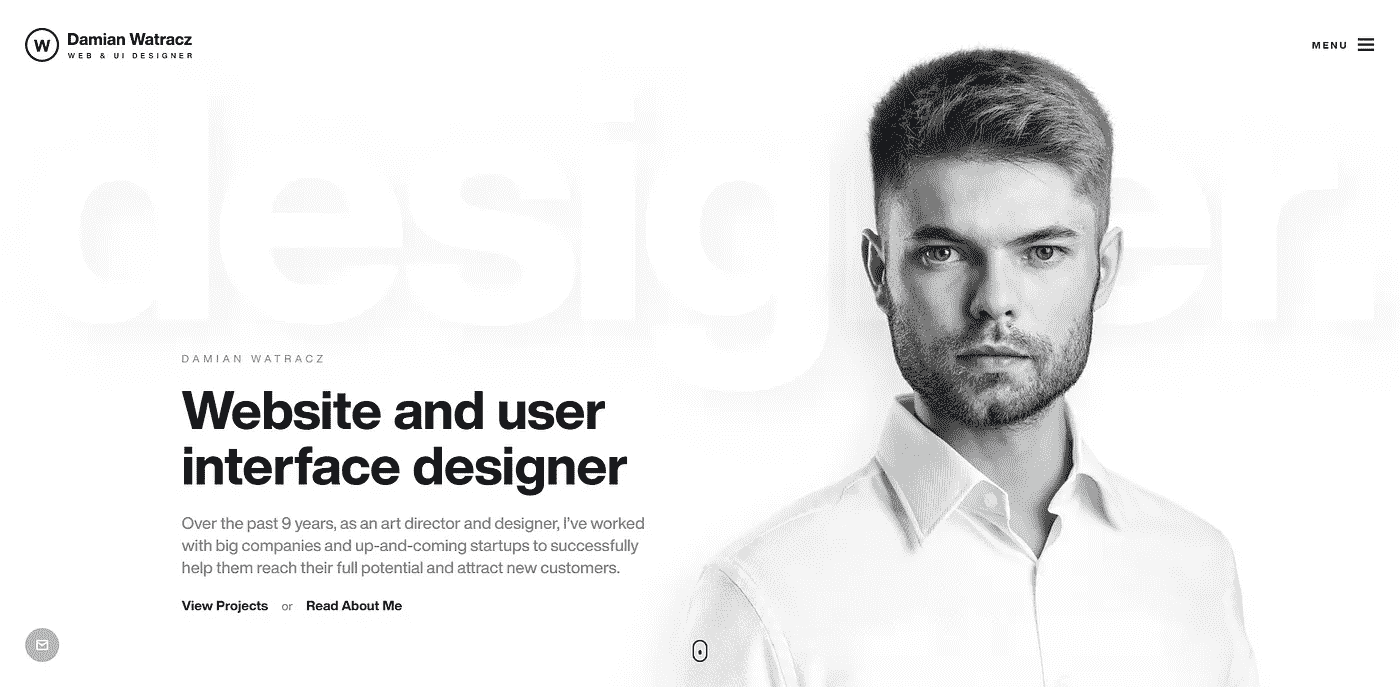 W
Damian Watracz
WEB & UI DESIGNER
MENU
designer.
DAMIAN WATRACZ
Website and user
interface designer
Over the past 9 years, as an art director and designer, I've worked
with big companies and up-and-coming startups to successfully
help them reach their full potential and attract new customers.
View Projects or Read About Me